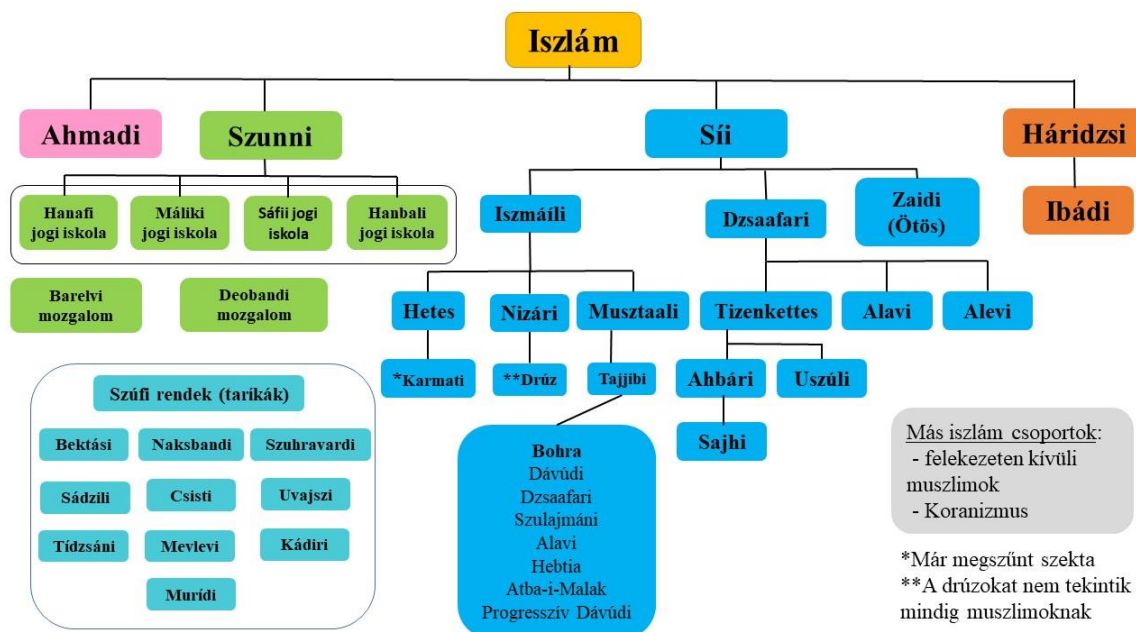 Iszlám
Ahmadi
Szunni
Síi
Háridzsi
Hanafi
jogi iskola
Máliki
jogi iskola
Sáfii jogi
iskola
Hanbali
jogi iskola
Iszmáíli
Dzsaafari
Zaidi
(Ötös)
Ibádi
Barelvi
mozgalom
Deobandi
mozgalom
Hetes
Nizári
Musztaali
Tizenkettes
Alavi
Alevi
*Karmati
**Drúz
Tajjibi
Ahbári
Uszúli
Sajhi
Szúfi rendek (tarikák)
Bektási
Naksbandi
Szuhravardi
Sádzili
Csisti
Uvajszi
Tídzsáni
Mevlevi
Kádiri
Murídi
Bohra
Dávúdi
Dzsaafari
Szulajmáni
Alavi
Hebtia
Atba-i-Malak
Progresszív Dávúdi
Más iszlám csoportok:
- felekezeten kívüli
muszlimok
- Koranizmus
*Már megszűnt szekta
**A drúzokat nem tekintik
mindig muszlimoknak